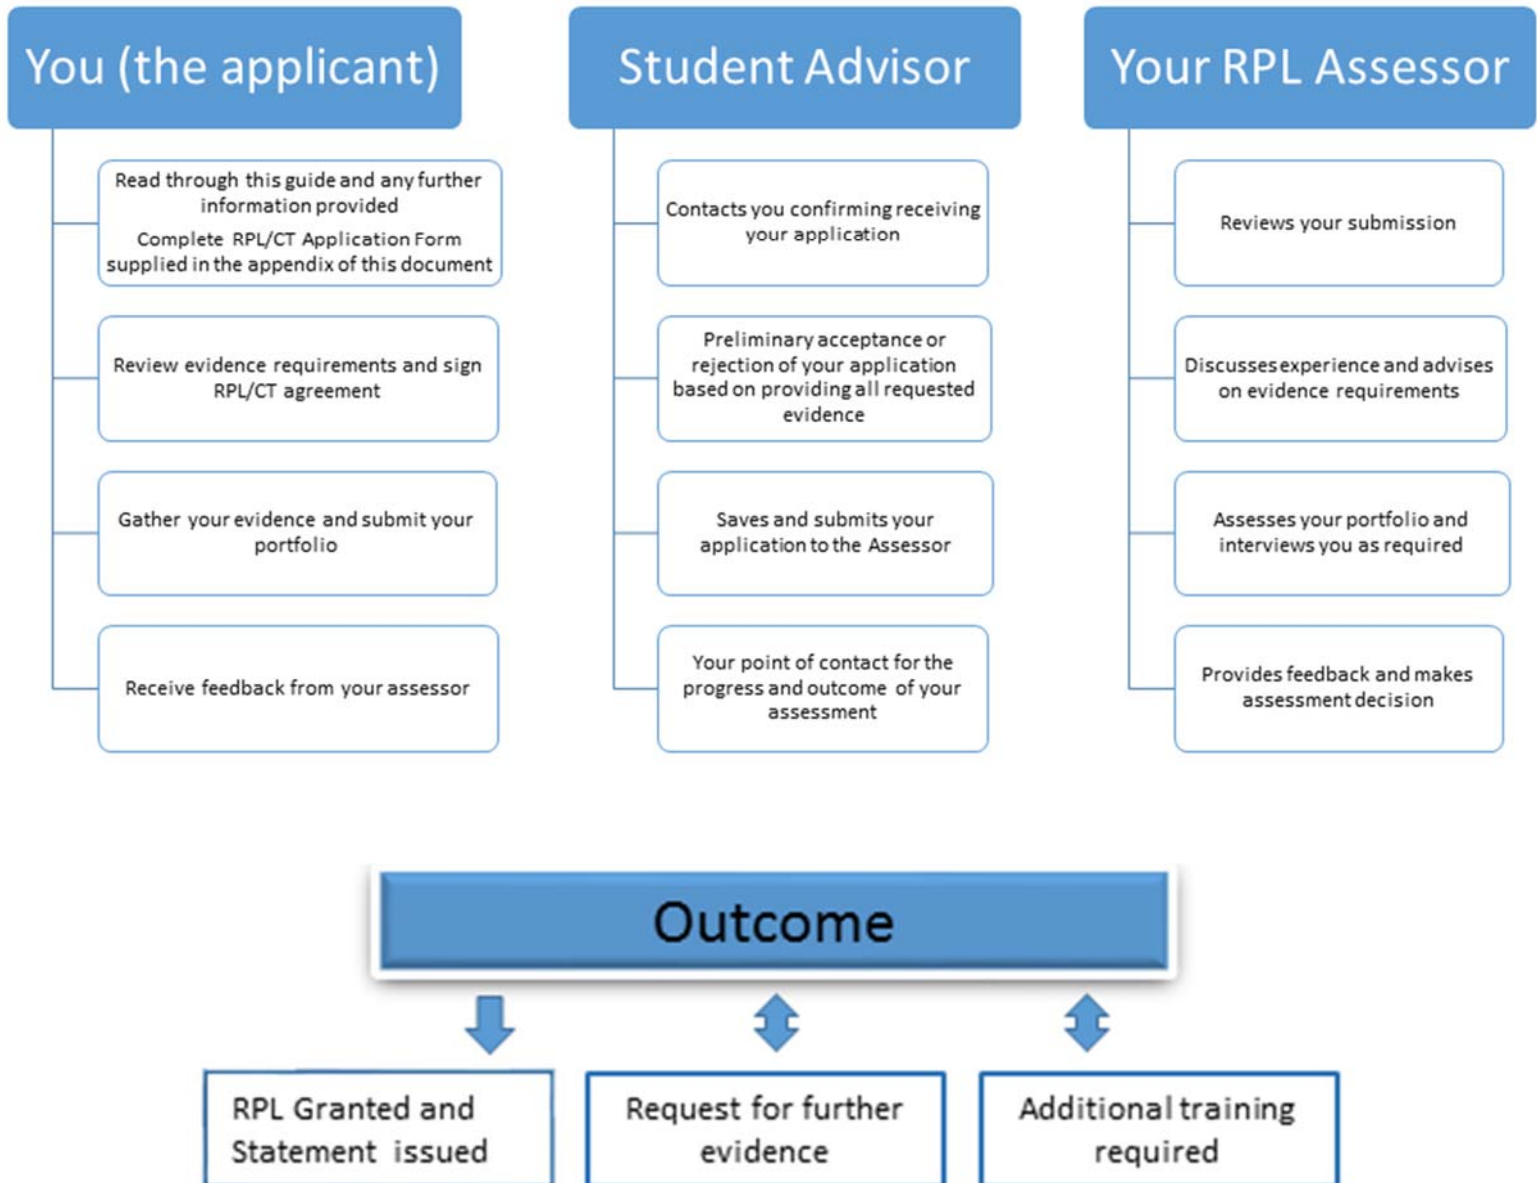 You (the applicant)
Read through this guide and any further
information provided
Complete RPL/CT Application Form
supplied in the appendix of this document
Review evidence requirements and sign
RPL/CT agreement
Gather your evidence and submit your
portfolio
Receive feedback from your assessor
Student Advisor
Contacts you confirming receiving
your application
Preliminary acceptance or
rejection of your application
based on providing all requested
evidence
Saves and submits your
application to the Assessor
Your point of contact for the
progress and outcome of your
assessment
Your RPL Assessor
Reviews your submission
Discusses experience and advises
on evidence requirements
Assesses your portfolio and
interviews you as required
Provides feedback and makes
assessment decision
Outcome
RPL Granted and
Statement issued
Request for further
evidence
Additional training
required